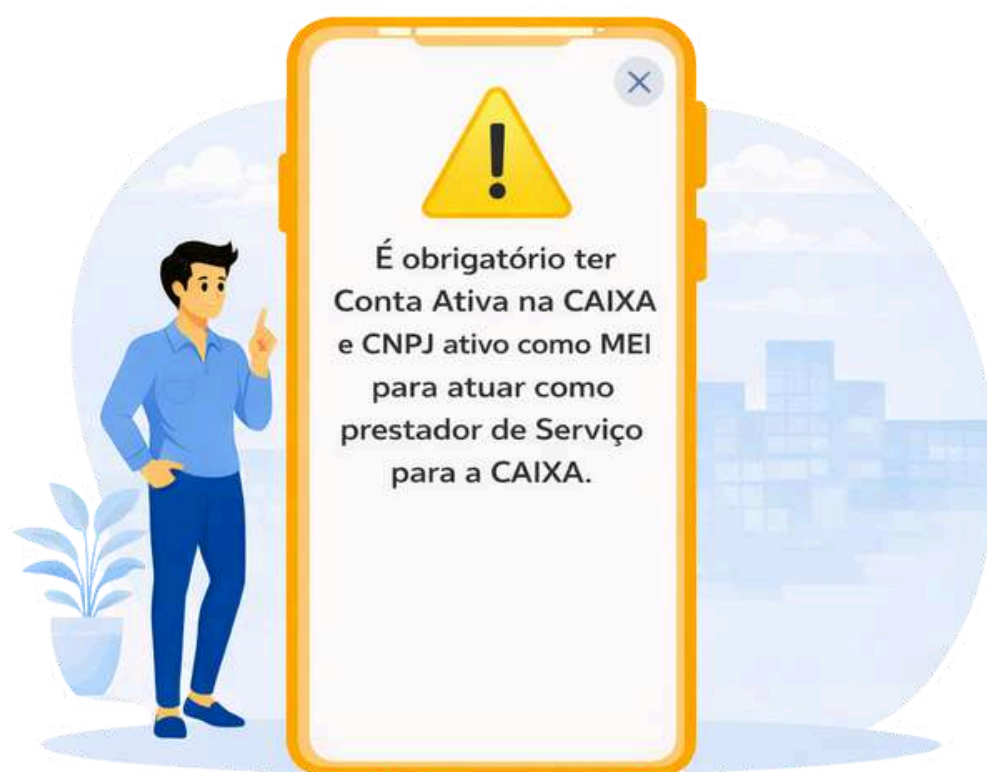 É obrigatório ter
Conta Ativa na CAIXA
e CNPJ ativo como MEI
para atuar como
prestador de Serviço
para a CAIXA.